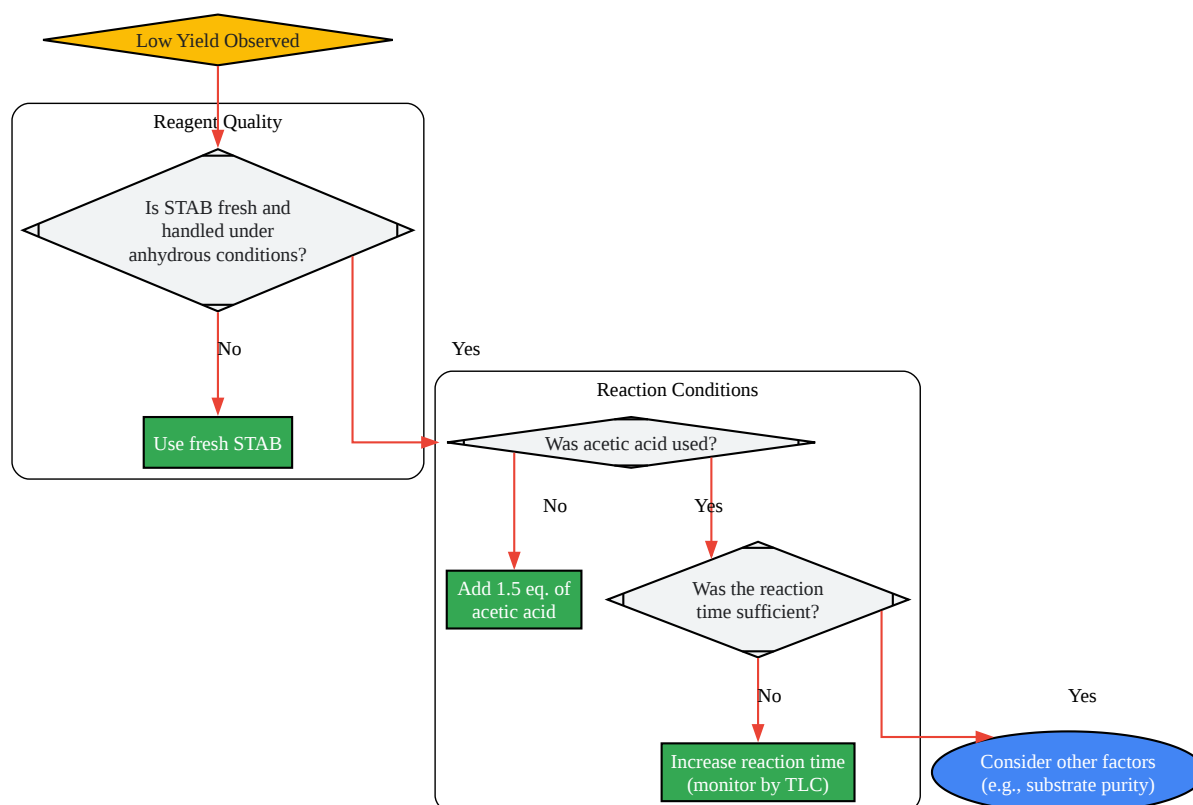 Low Yield Observed
Reagent Quality
Is STAB fresh and
handled under
anhydrous conditions?
No
Yes
Use fresh STAB
Reaction Conditions
Was acetic acid used?
No
Yes
Add 1.5 eq. of
acetic acid
Was the reaction
time sufficient?
No
Yes
Increase reaction time
(monitor by TLC)
Consider other factors
(e.g., substrate purity)